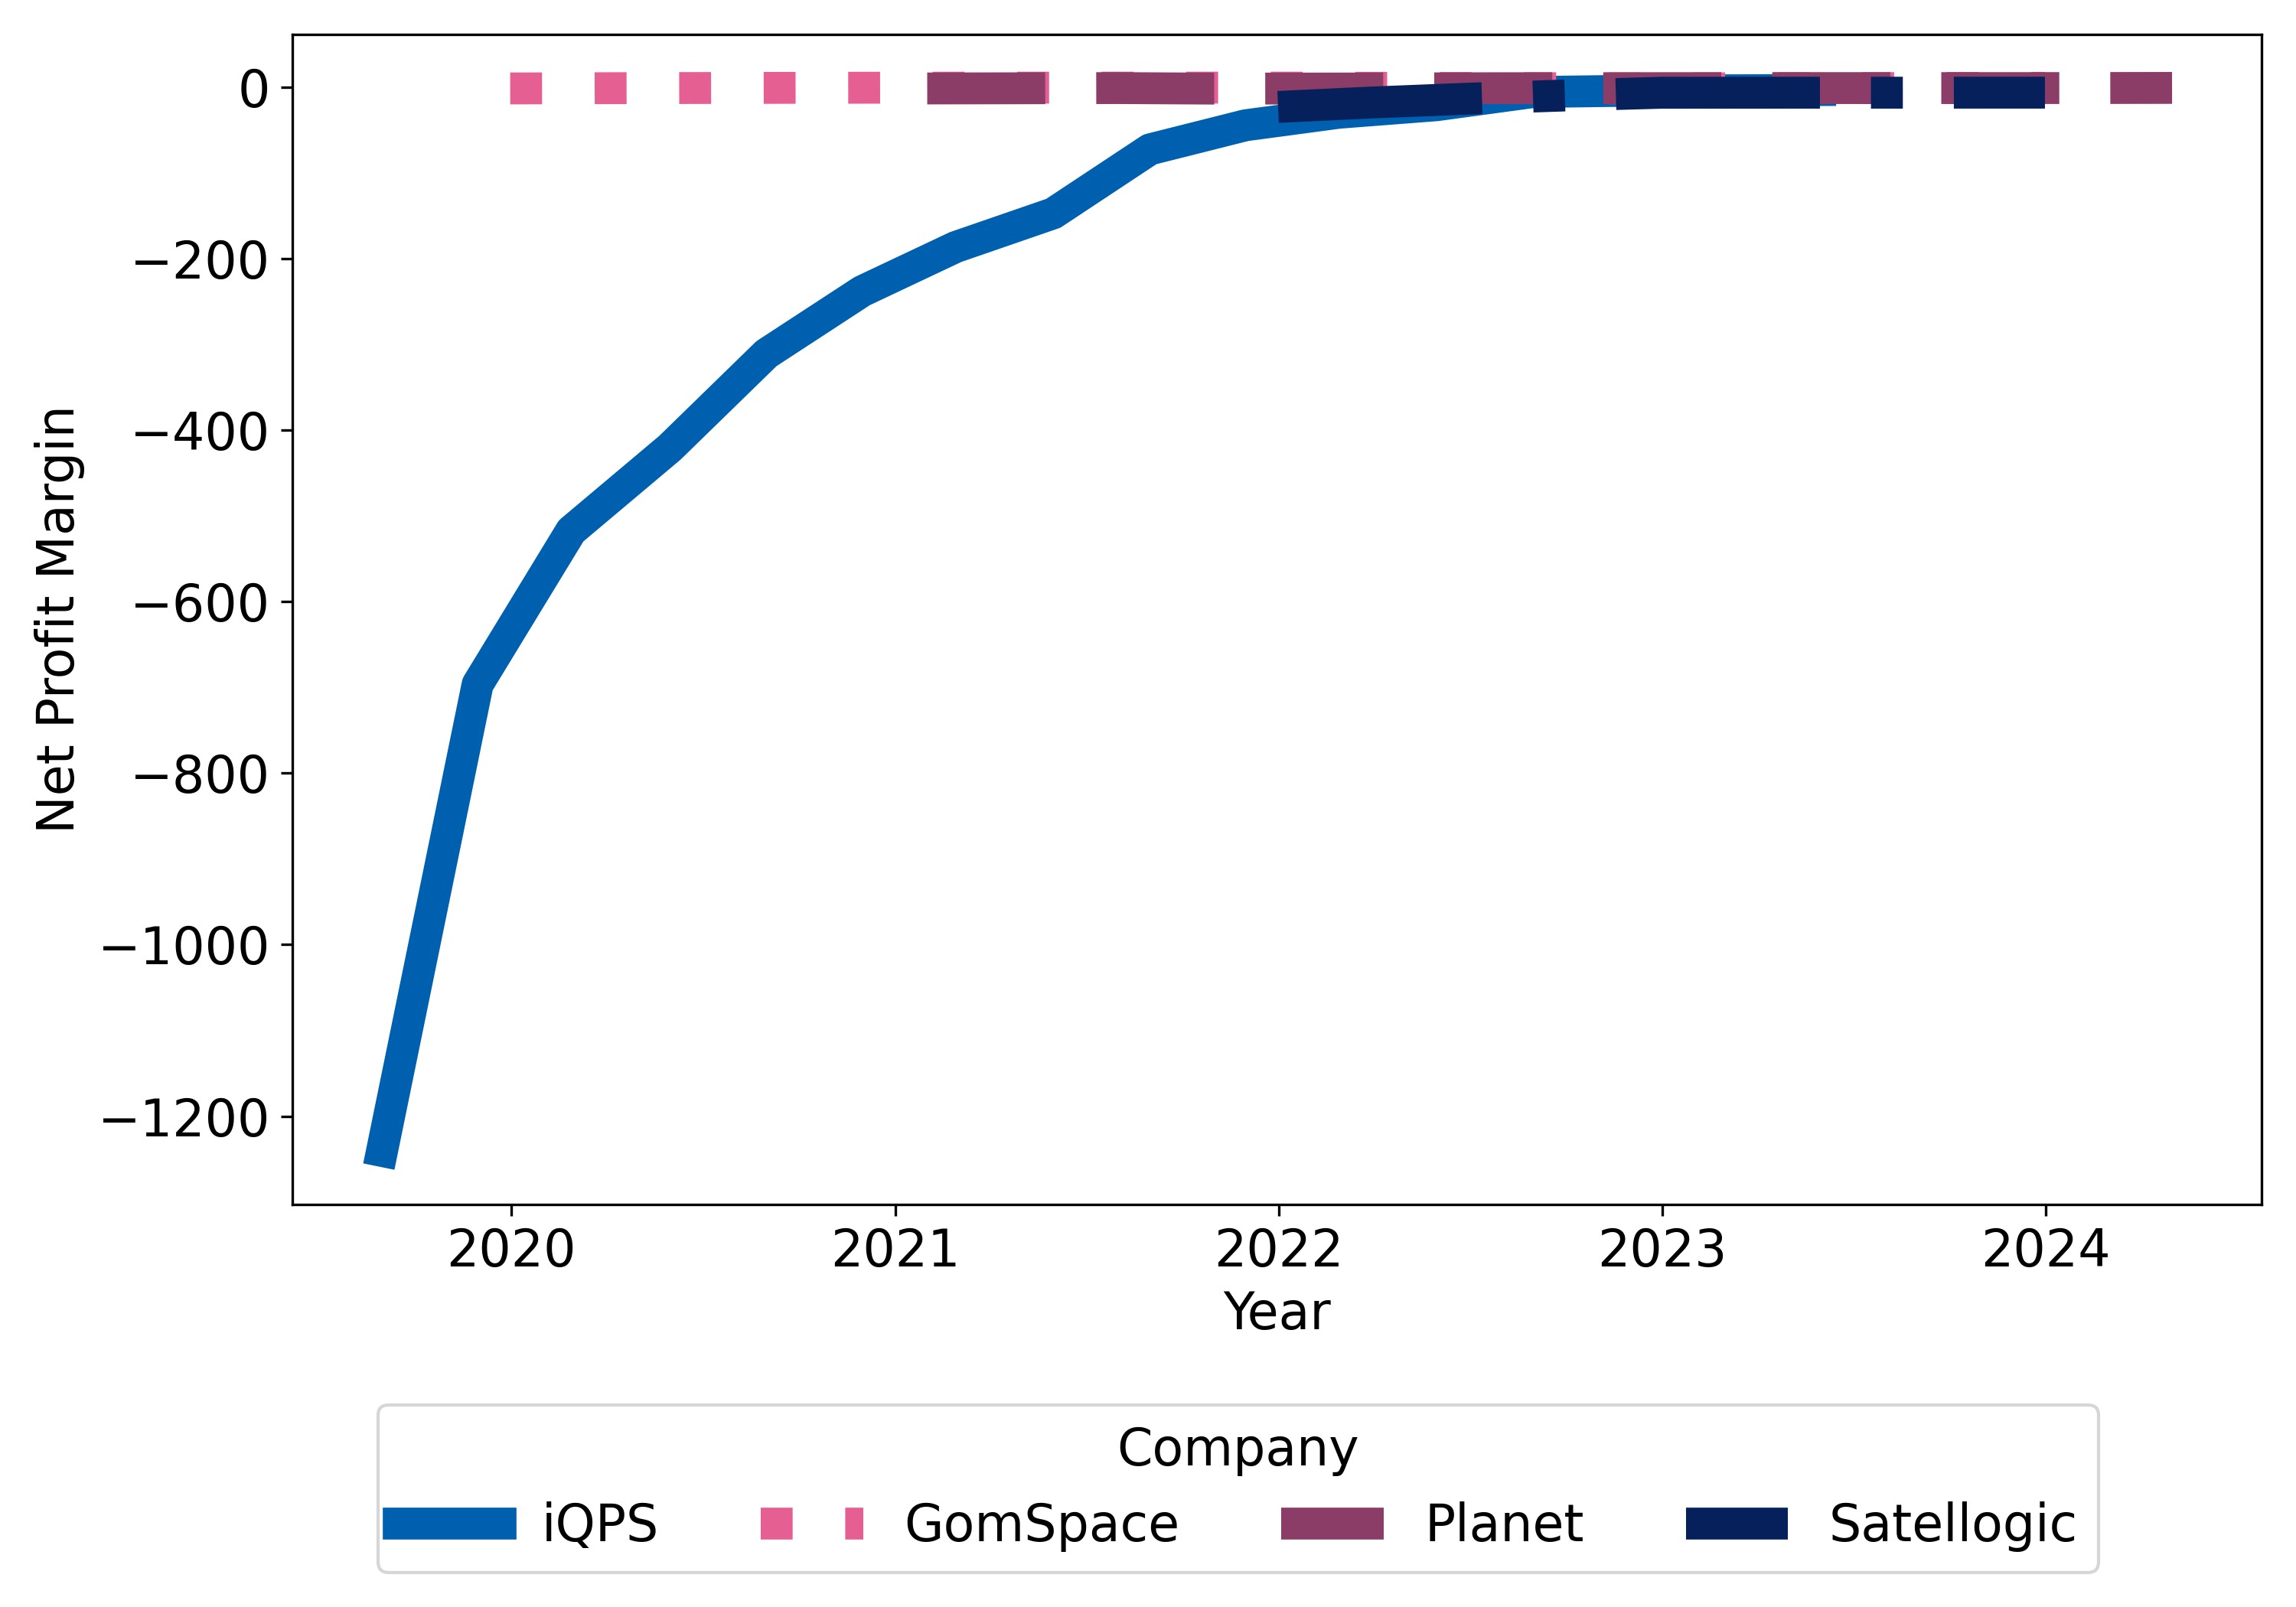 Net Profit Margin
0
−200
−400
−600
−800
−1000
−1200
2020 2021 2022 2023 2024
Year
Company
iQPS GomSpace Planet Satellogic